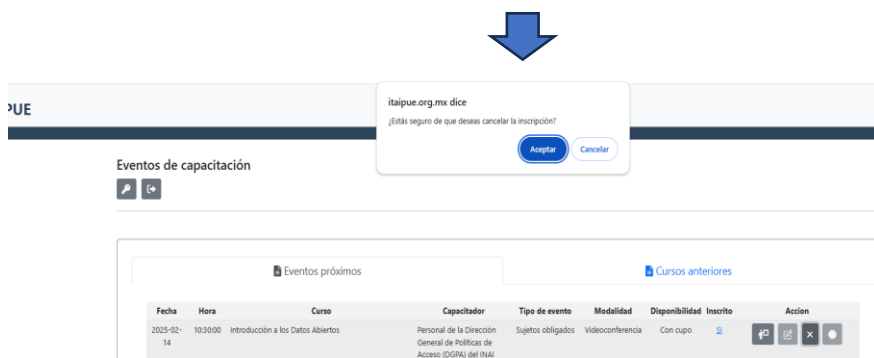 itaipue.org.mx dice
¿Estás seguro de que deseas cancelar la inscripción?
PUE
Aceptar Cancelar
Eventos de capacitación
Eventos próximos Cursos anteriores
Fecha Hora Curso Capacitador Tipo de evento Modalidad Disponibilidad Inscrito Accion
2025-02- 10:30:00 Introducción a los Datos Abiertos Personal de la Dirección Sujetos obligados Videoconferencia Con cupo SI
14 General de Políticas de
Acceso (DGPA) del INAI